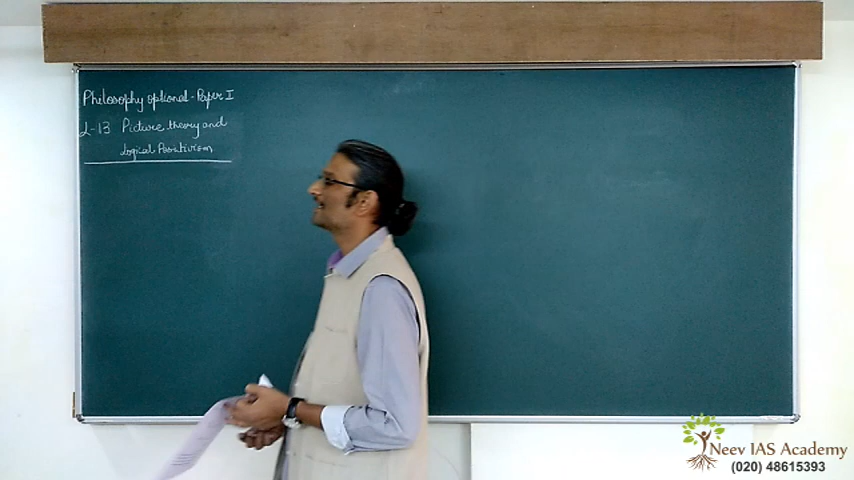 Philosophy optional - Paper I
L-13 Picture theory and
Logical Positivism
Neev IAS Academy
(020) 48615393